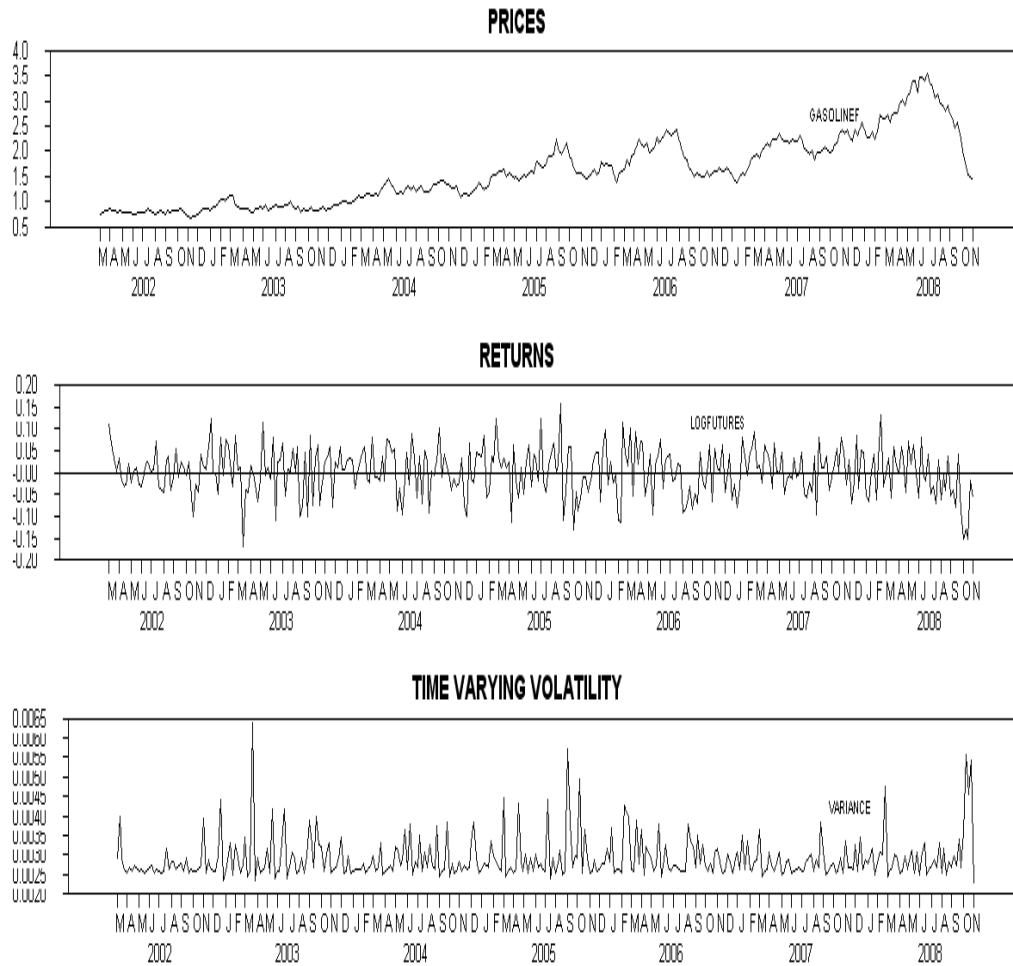 PRICES
4.0
3.5
3.0
2.5
2.0
1.5
1.0
0.5
GASOLINEF
M A M J J A S O N D J F M A M J J A S O N D J F M A M J J A S O N D J F M A M J J A S O N D J F M A M J J A S O N D J F M A M J J A S O N D J F M A M J J A S O N
2002 2003 2004 2005 2006 2007 2008
RETURNS
0.20
0.15
0.10
0.05
-0.00
-0.05
-0.10
-0.15
-0.20
LOGFUTURES
M A M J J A S O N D J F M A M J J A S O N D J F M A M J J A S O N D J F M A M J J A S O N D J F M A M J J A S O N D J F M A M J J A S O N D J F M A M J J A S O N
2002 2003 2004 2005 2006 2007 2008
TIME VARYING VOLATILITY
0.0065
0.0060
0.0055
0.0050
0.0045
0.0040
0.0035
0.0030
0.0025
0.0020
VARIANCE
M A M J J A S O N D J F M A M J J A S O N D J F M A M J J A S O N D J F M A M J J A S O N D J F M A M J J A S O N D J F M A M J J A S O N D J F M A M J J A S O N
2002 2003 2004 2005 2006 2007 2008